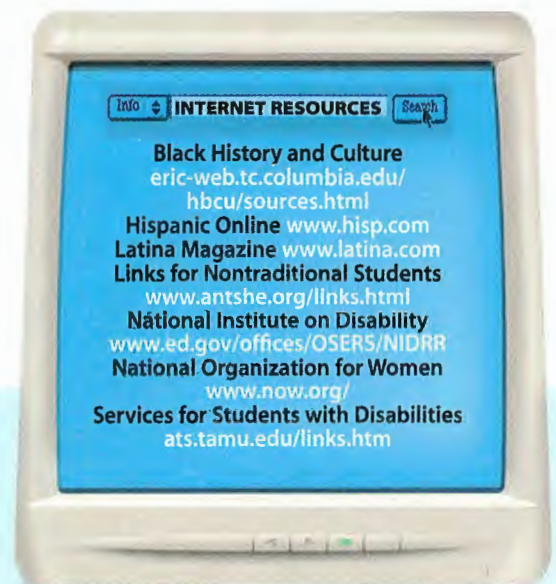 Info INTERNET RESOURCES Search
Black History and Culture
eric-web.tc.columbia.edu/
hbcu/sources.html
Hispanic Online www.hisp.com
Latina Magazine www.latina.com
Links for Nontraditional Students
www.antshe.org/links.html
National Institute on Disability
www.ed.gov/offices/OSERS/NIDRR
National Organization for Women
www.now.org/
Services for Students with Disabilities
ats.tamu.edu/links.htm